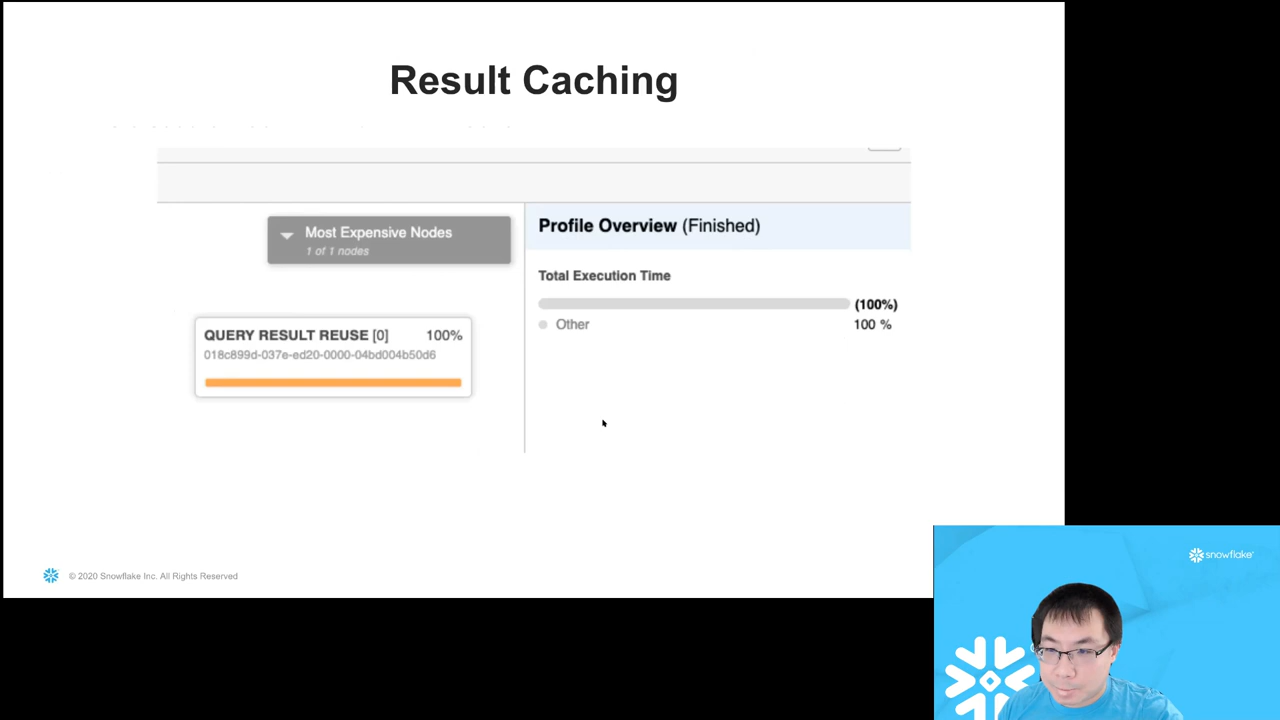 Result Caching
Most Expensive Nodes
1 of 1 nodes
QUERY RESULT REUSE [0] 100%
018c899d-037e-ed20-0000-04bd004b50d6
Profile Overview (Finished)
Total Execution Time
(100%)
Other 100 %
© 2020 Snowflake Inc. All Rights Reserved
snowflake